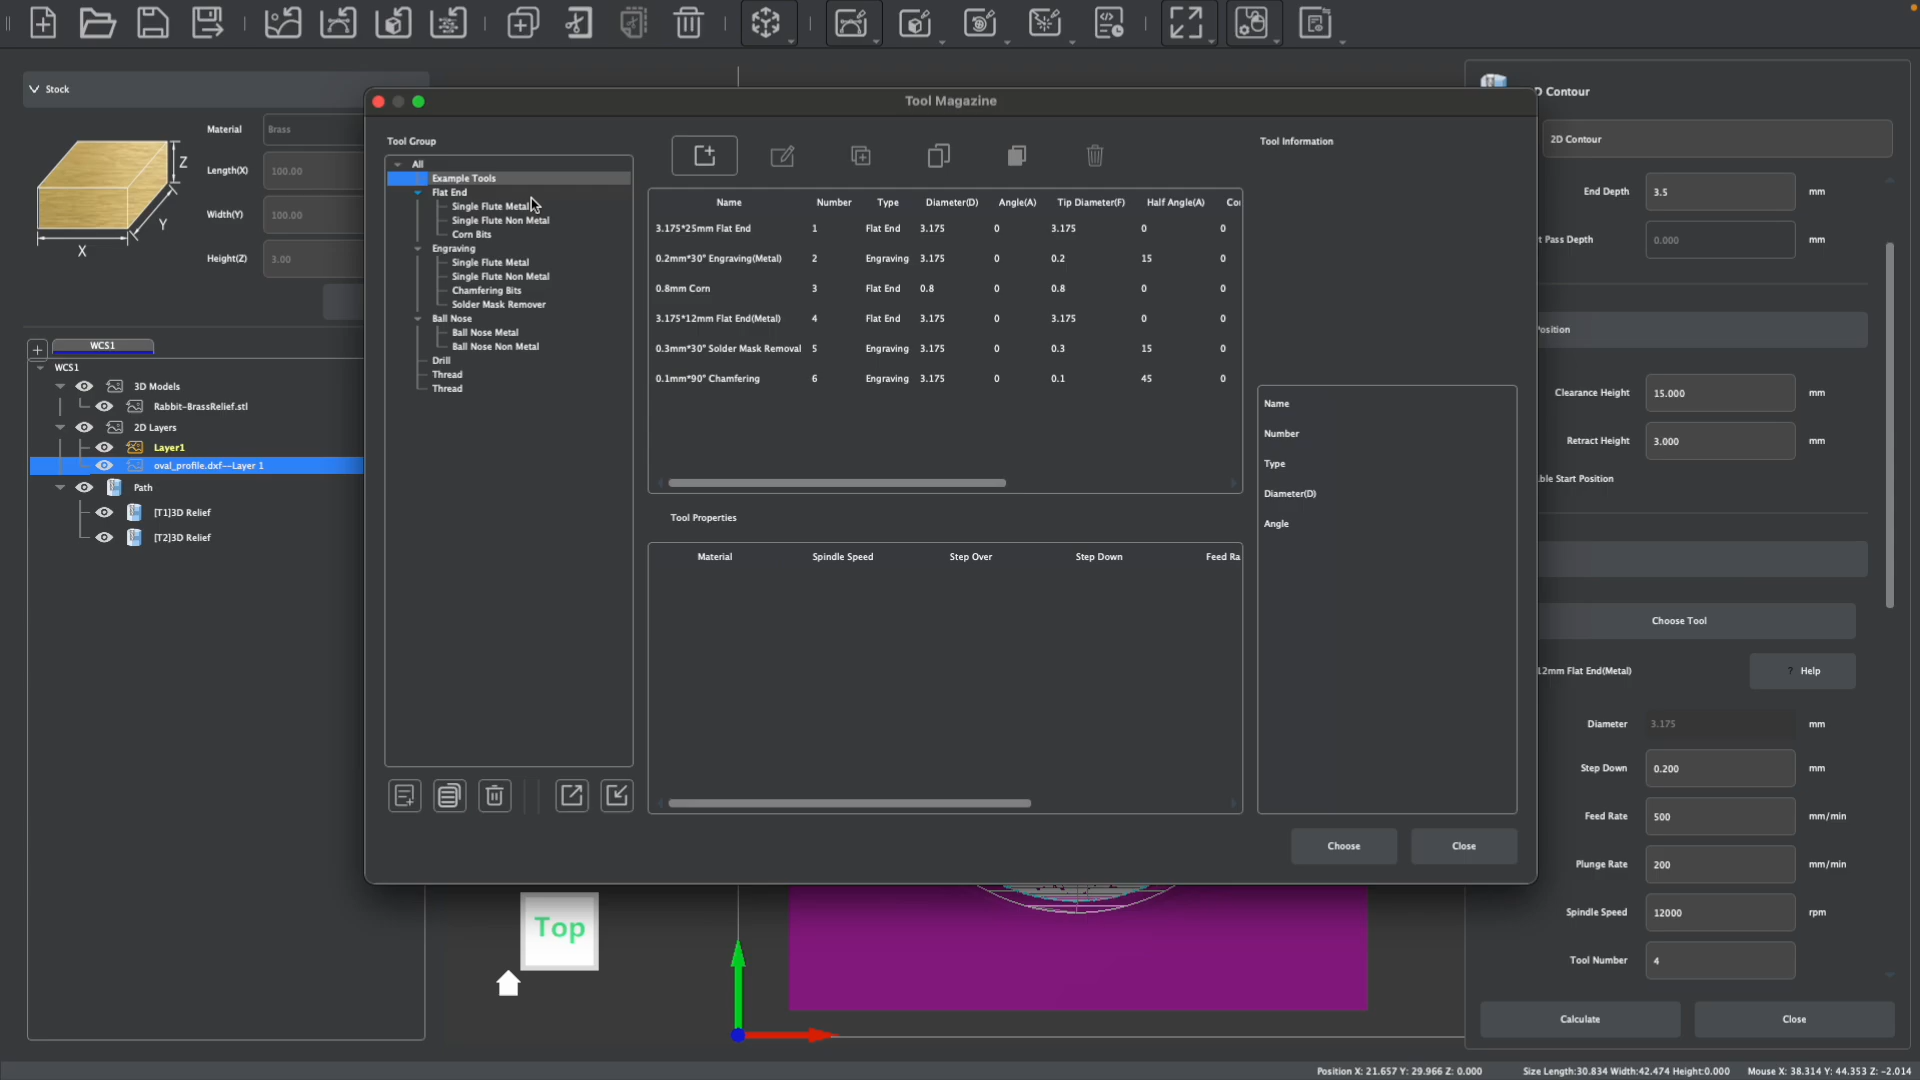 Stock
Material
Brass
Length(X)
100.00
Width(Y)
100.00
Height(Z)
3.00
Z
Y
X
WCS1
WCS1
3D Models
Rabbit-BrassRelief.stl
2D Layers
Layer1
oval_profile.dxf--Layer 1
Path
[T1]3D Relief
[T2]3D Relief
Tool Magazine
Tool Group
All
Example Tools
Flat End
Single Flute Metal
Single Flute Non Metal
Corn Bits
Engraving
Single Flute Metal
Single Flute Non Metal
Chamfering Bits
Solder Mask Remover
Ball Nose
Ball Nose Metal
Ball Nose Non Metal
Drill
Thread
Thread
Name Number Type Diameter(D) Angle(A) Tip Diameter(F) Half Angle(A) Co
3.175*25mm Flat End 1 Flat End 3.175 0 3.175 0 0
0.2mm*30° Engraving(Metal) 2 Engraving 3.175 0 0.2 15 0
0.8mm Corn 3 Flat End 0.8 0 0.8 0 0
3.175*12mm Flat End(Metal) 4 Flat End 3.175 0 3.175 0 0
0.3mm*30° Solder Mask Removal 5 Engraving 3.175 0 0.3 15 0
0.1mm*90° Chamfering 6 Engraving 3.175 0 0.1 45 0
Tool Properties
Material Spindle Speed Step Over Step Down Feed Ra
Tool Information
Name
Number
Type
Diameter(D)
Angle
Choose
Close
D Contour
2D Contour
End Depth 3.5 mm
t Pass Depth 0.000 mm
osition
Clearance Height 15.000 mm
Retract Height 3.000 mm
ble Start Position
Choose Tool
12mm Flat End(Metal)
? Help
Diameter 3.175 mm
Step Down 0.200 mm
Feed Rate 500 mm/min
Plunge Rate 200 mm/min
Spindle Speed 12000 rpm
Tool Number 4
Calculate
Close
Top
Position X: 21.657 Y: 29.966 Z: 0.000 Size Length:30.834 Width:42.474 Height:0.000 Mouse X: 38.314 Y: 44.353 Z: -2.014